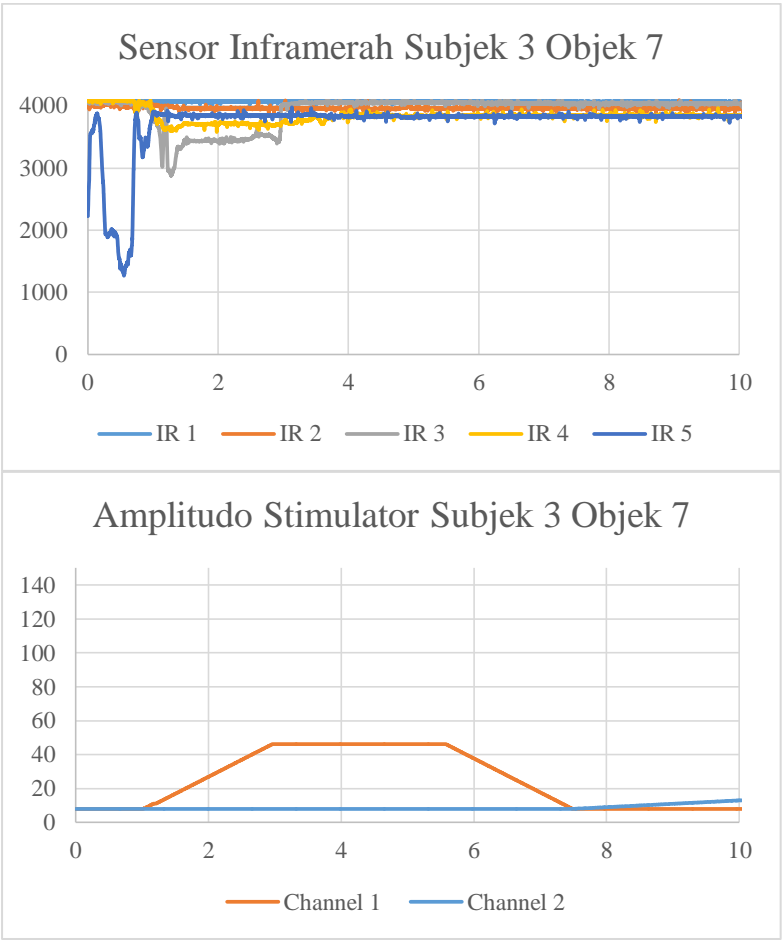 Sensor Inframerah Subjek 3 Objek 7
4000
3000
2000
1000
0
0 2 4 6 8 10
IR 1 IR 2 IR 3 IR 4 IR 5
Amplitudo Stimulator Subjek 3 Objek 7
140
120
100
80
60
40
20
0
0 2 4 6 8 10
Channel 1 Channel 2